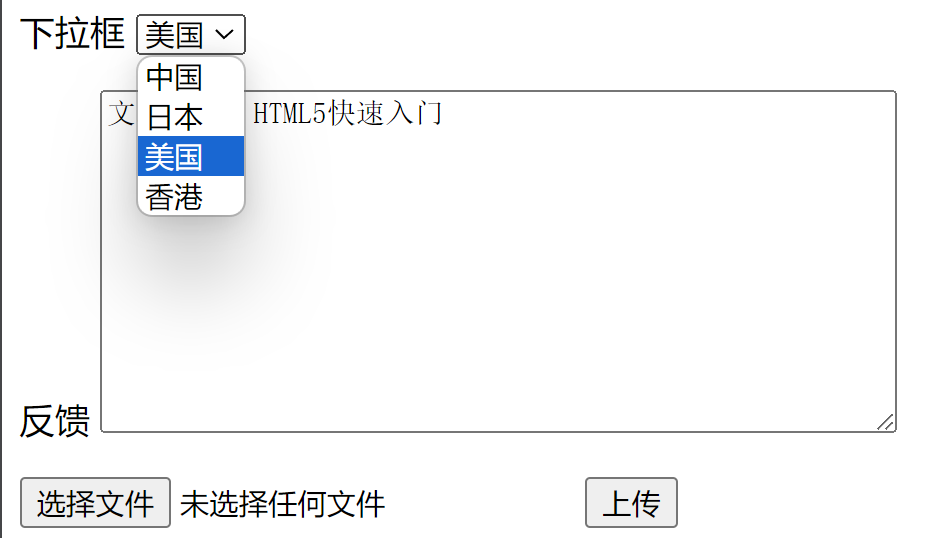 下拉框 美国
中国
日本
美国
香港
文 HTML5快速入门
反馈
选择文件 未选择任何文件 上传